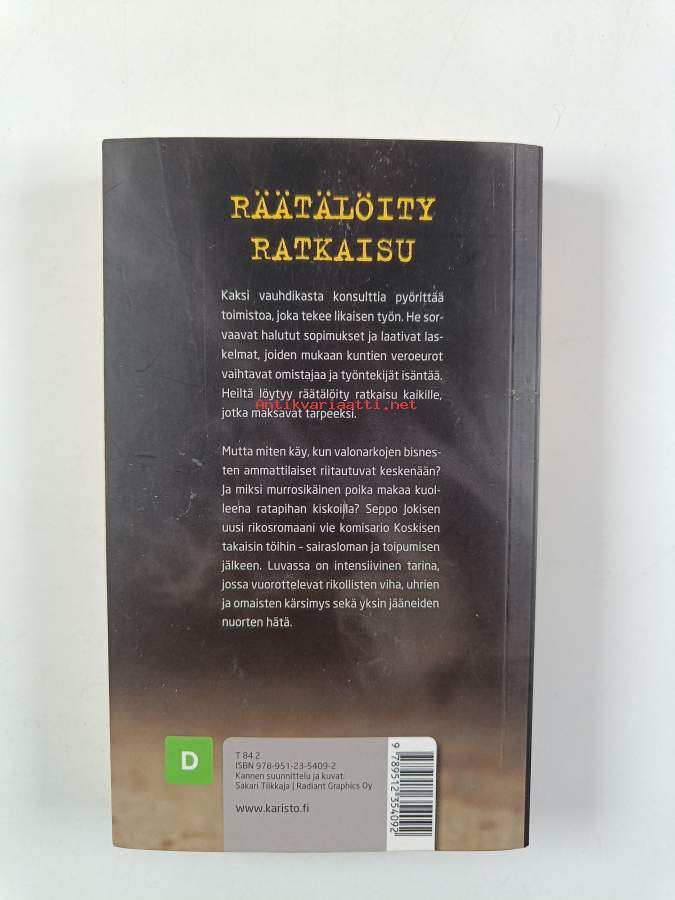 RÄÄTÄLÖITY
RATKAISU
Kaksi vauhdikasta konsulttia pyörittää
toimistoa, joka tekee likaisen työn. He sor-
vaavat halutut sopimukset ja laativat las-
kelmat, joiden mukaan kuntien veroeurot
vaihtavat omistajaa ja työntekijät isäntää.
Heiltä löytyy räätälöity ratkaisu kaikille,
Antikvariaatti.net
jotka maksavat tarpeeksi.
Mutta miten käy, kun valonarkojen bisnes-
ten ammattilaiset riitautuvat keskenään?
Ja miksi murrosikäinen poika makaa kuol-
leena ratapihan kiskoilla? Seppo Jokisen
uusi rikosromaani vie komisario Koskisen
takaisin töihin – sairasloman ja toipumisen
jälkeen. Luvassa on intensiivinen tarina,
jossa vuorottelevat rikollisten viha, uhrien
ja omaisten kärsimys sekä yksin jääneiden
nuorten hätä.
D
T 84.2
ISBN 978-951-23-5409-2
Kannen suunnittelu ja kuvat:
Sakari Tiikkaja | Radiant Graphics Oy
www.karisto.fi
9 789512 354092